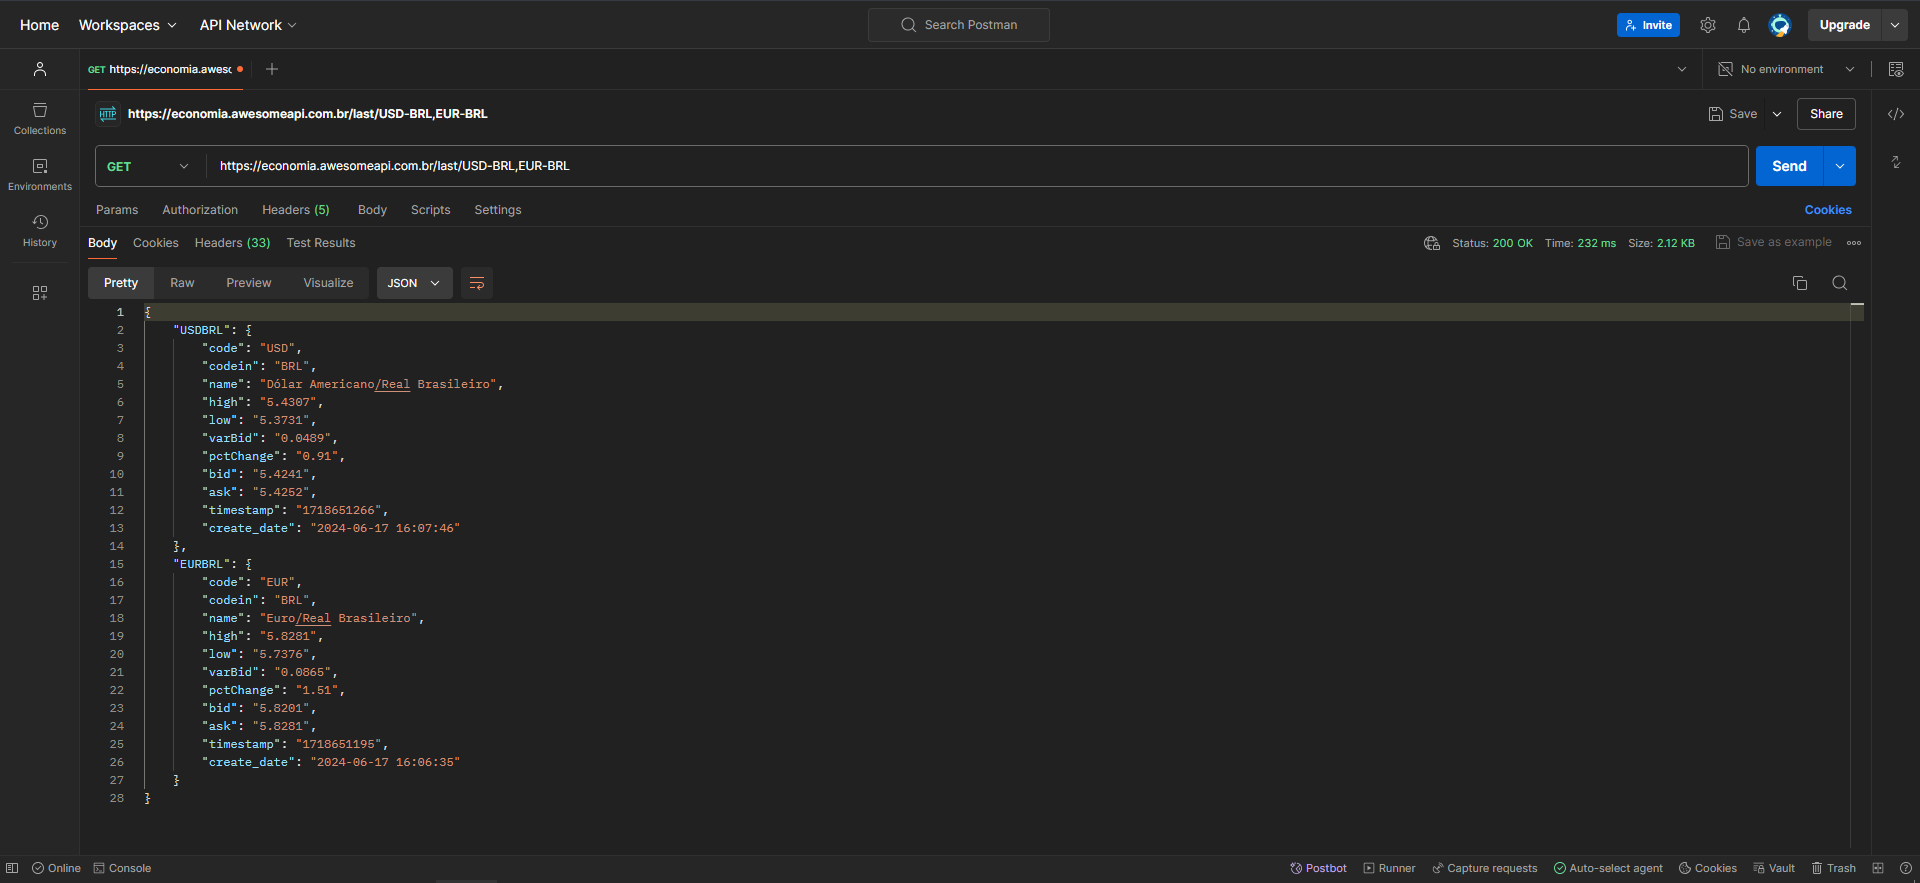 Home Workspaces API Network Search Postman Invite Upgrade
GET https://economia.awesc No environment
HTTP https://economia.awesomeapi.com.br/last/USD-BRL,EUR-BRL Save Share
Collections
GET https://economia.awesomeapi.com.br/last/USD-BRL,EUR-BRL Send
Environments
Params Authorization Headers (5) Body Scripts Settings Cookies
History
Body Cookies Headers (33) Test Results Status: 200 OK Time: 232 ms Size: 2.12 KB Save as example
Pretty Raw Preview Visualize JSON
1 {
2 "USDBRL": {
3 "code": "USD",
4 "codein": "BRL",
5 "name": "Dólar Americano/Real Brasileiro",
6 "high": "5.4307",
7 "low": "5.3731",
8 "varBid": "0.0489",
9 "pctChange": "0.91",
10 "bid": "5.4241",
11 "ask": "5.4252",
12 "timestamp": "1718651266",
13 "create_date": "2024-06-17 16:07:46"
14 },
15 "EURBRL": {
16 "code": "EUR",
17 "codein": "BRL",
18 "name": "Euro/Real Brasileiro",
19 "high": "5.8281",
20 "low": "5.7376",
21 "varBid": "0.0865",
22 "pctChange": "1.51",
23 "bid": "5.8201",
24 "ask": "5.8281",
25 "timestamp": "1718651195",
26 "create_date": "2024-06-17 16:06:35"
27 }
28 }
Online Console Postbot Runner Capture requests Auto-select agent Cookies Vault Trash